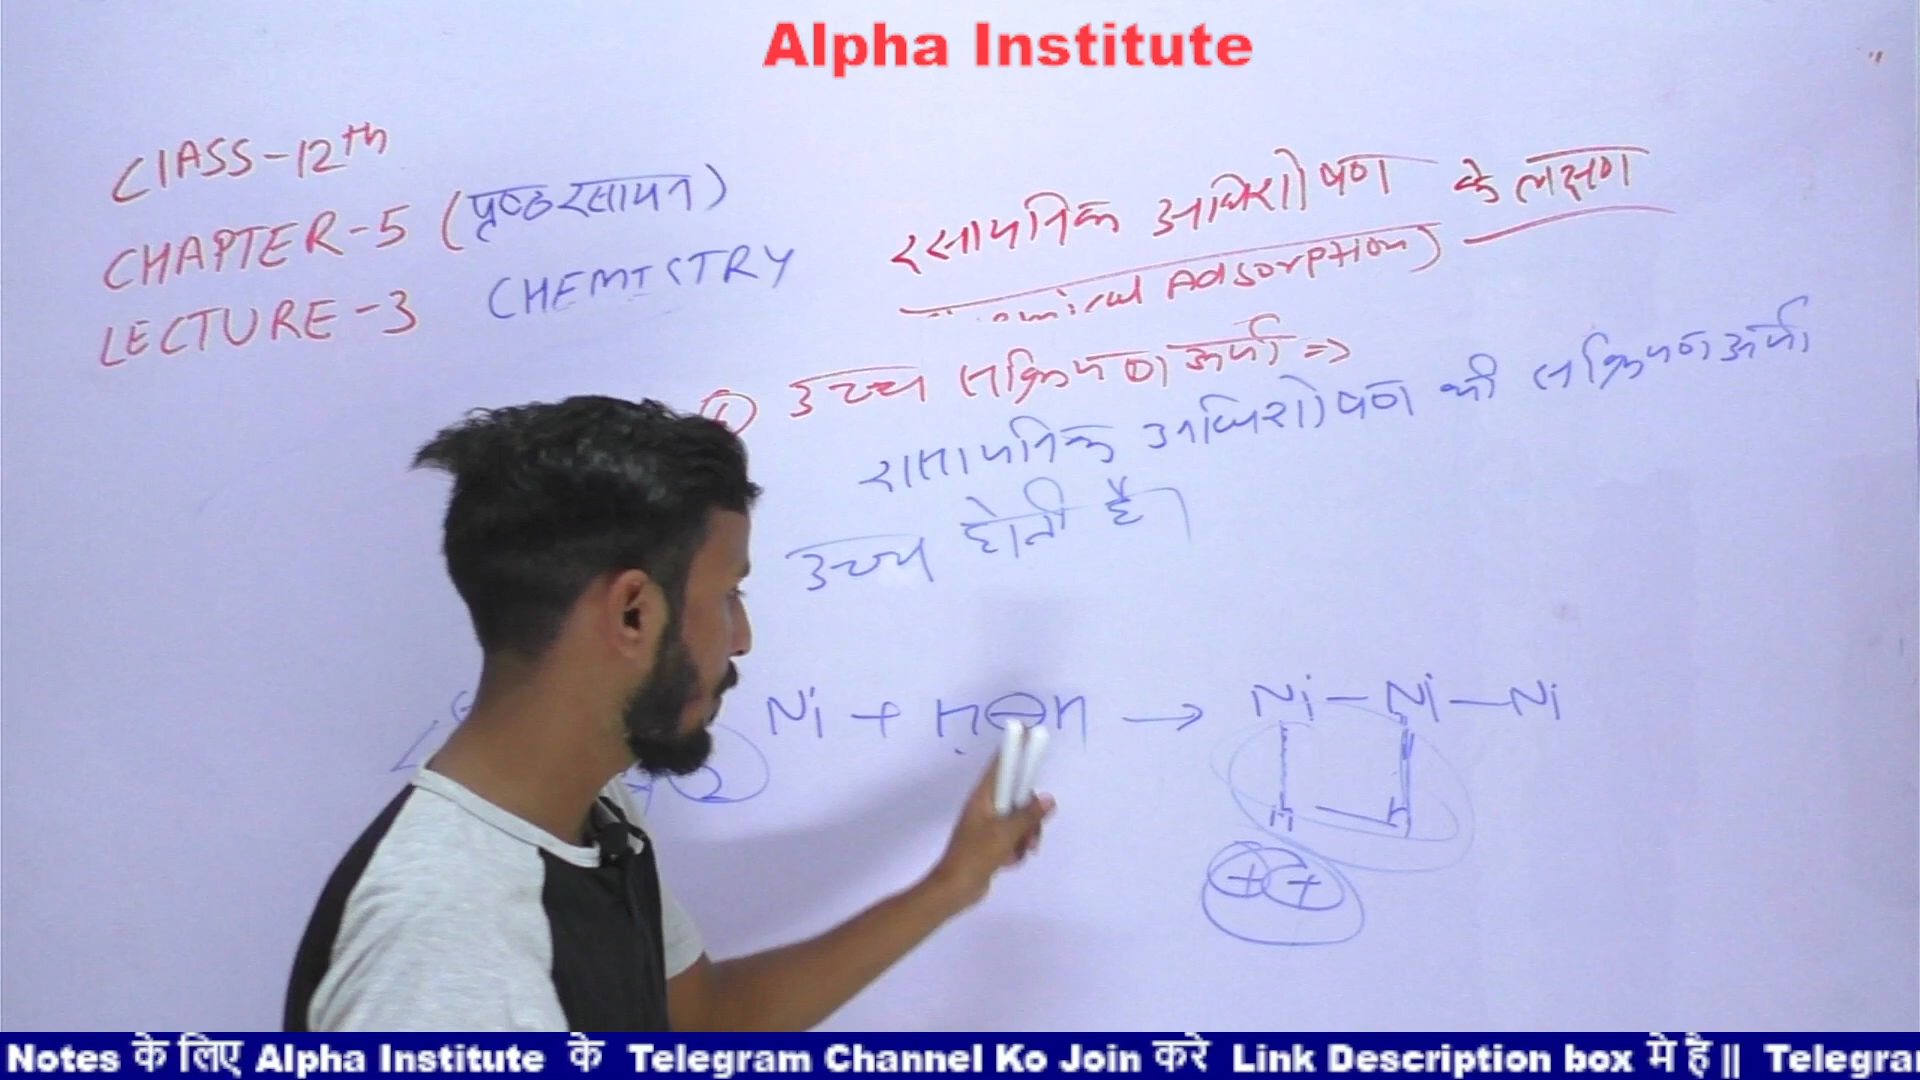 Alpha Institute
CLASS-12th
CHAPTER-5 (पृष्ठ रसायन)
LECTURE-3 CHEMISTRY
रसायनिक अधिशोषण के लक्षण
Adsorption)
① उच्च सक्रियण ऊर्जा ⇒
रासायनिक अधिशोषण की सक्रियण ऊर्जा
उच्च होती है।
Ni + H-H → Ni-Ni-Ni
H H
+ +
Notes के लिए Alpha Institute के Telegram Channel Ko Join करे Link Description box मे है ||